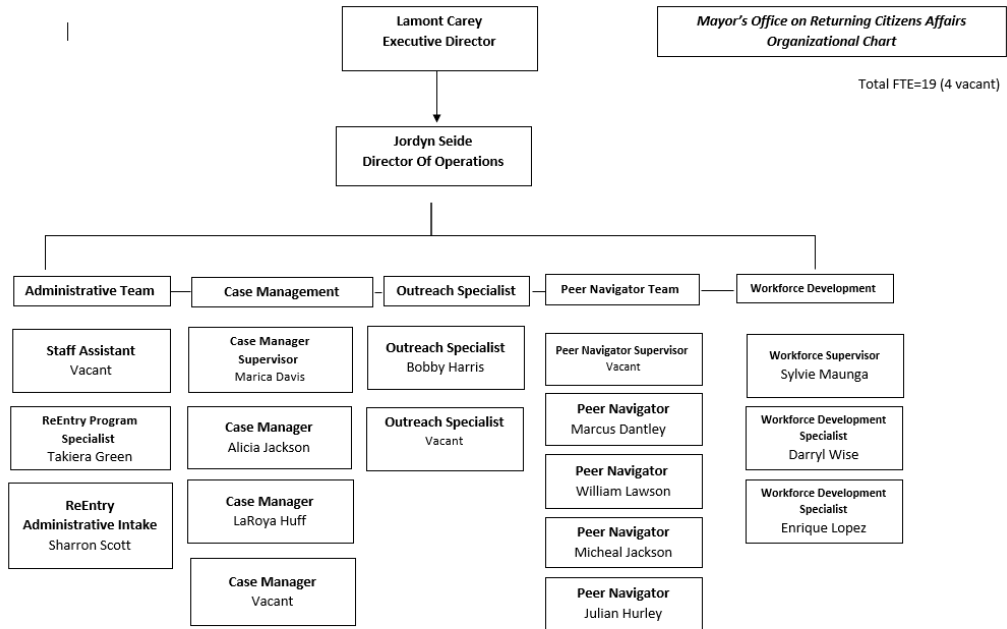 Lamont Carey
Executive Director
Mayor's Office on Returning Citizens Affairs
Organizational Chart
Total FTE=19 (4 vacant)
Jordyn Seide
Director Of Operations
Administrative Team
Case Management
Outreach Specialist
Peer Navigator Team
Workforce Development
Staff Assistant
Vacant
ReEntry Program
Specialist
Takiera Green
ReEntry
Administrative Intake
Sharron Scott
Case Manager
Supervisor
Marica Davis
Case Manager
Alicia Jackson
Case Manager
LaRoya Huff
Case Manager
Vacant
Outreach Specialist
Bobby Harris
Outreach Specialist
Vacant
Peer Navigator Supervisor
Vacant
Peer Navigator
Marcus Dantley
Peer Navigator
William Lawson
Peer Navigator
Micheal Jackson
Peer Navigator
Julian Hurley
Workforce Supervisor
Sylvie Maunga
Workforce Development
Specialist
Darryl Wise
Workforce Development
Specialist
Enrique Lopez